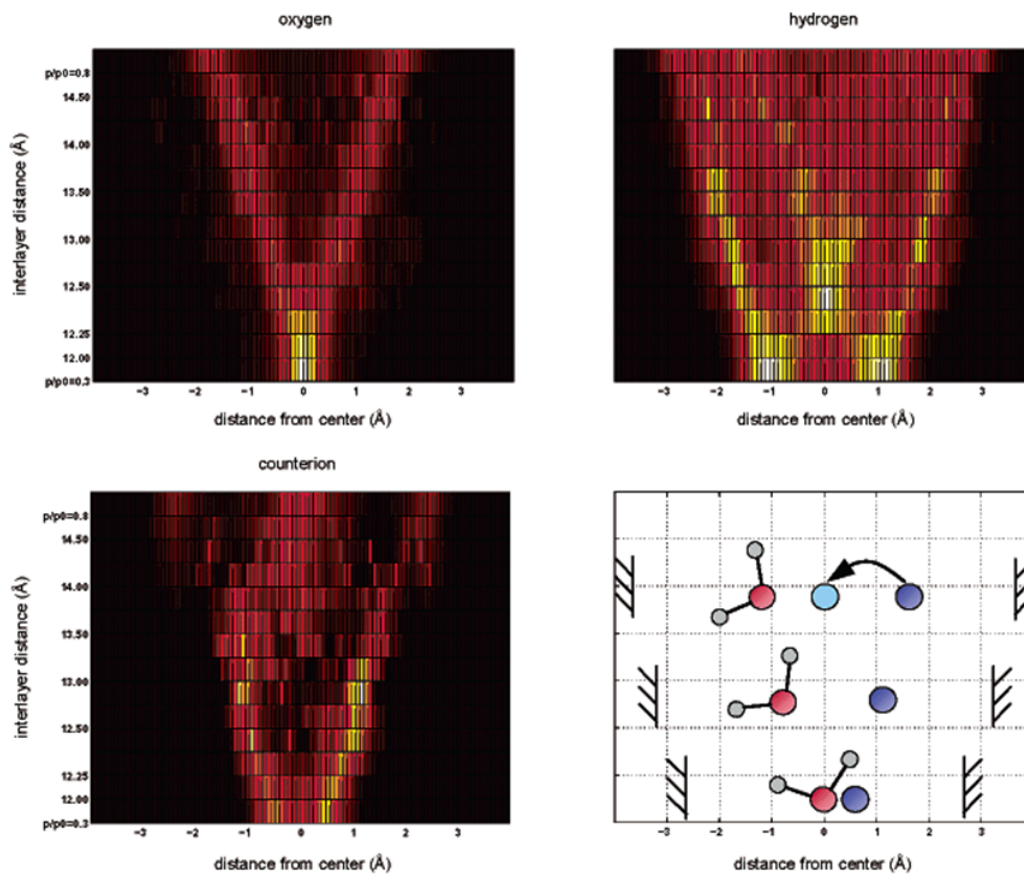 oxygen
hydrogen
p/p0=0.8
14.50
14.00
13.50
13.00
12.50
12.25
12.00
p/p0=0.3
interlayer distance (Å)
−3 −2 −1 0 1 2 3
−3 −2 −1 0 1 2 3
distance from center (Å)
distance from center (Å)
counterion
p/p0=0.8
14.50
14.00
13.50
13.00
12.50
12.25
12.00
p/p0=0.3
interlayer distance (Å)
−3 −2 −1 0 1 2 3
−3 −2 −1 0 1 2 3
distance from center (Å)
distance from center (Å)